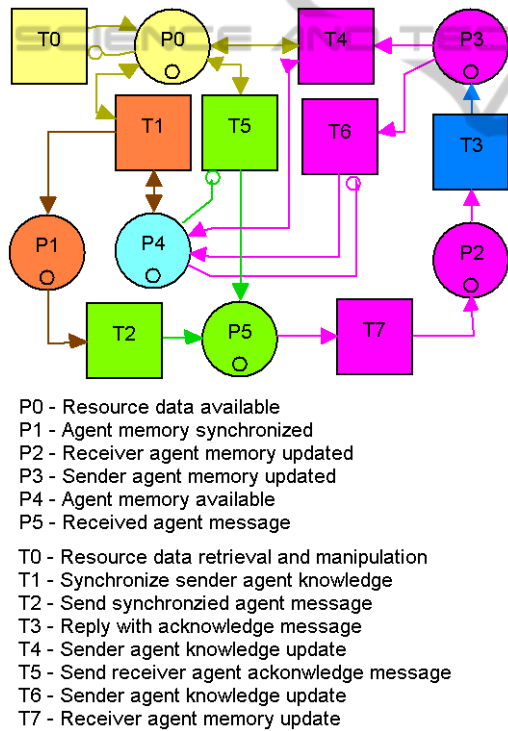 SCIENCE AND TEC
T0 P0 T4 P3
T1 T5 T6 T3
P1 P4 P2
T2 P5 T7
P0 - Resource data available
P1 - Agent memory synchronized
P2 - Receiver agent memory updated
P3 - Sender agent memory updated
P4 - Agent memory available
P5 - Received agent message
T0 - Resource data retrieval and manipulation
T1 - Synchronize sender agent knowledge
T2 - Send synchronzied agent message
T3 - Reply with acknowledge message
T4 - Sender agent knowledge update
T5 - Send receiver agent ackonwledge message
T6 - Sender agent knowledge update
T7 - Receiver agent memory update